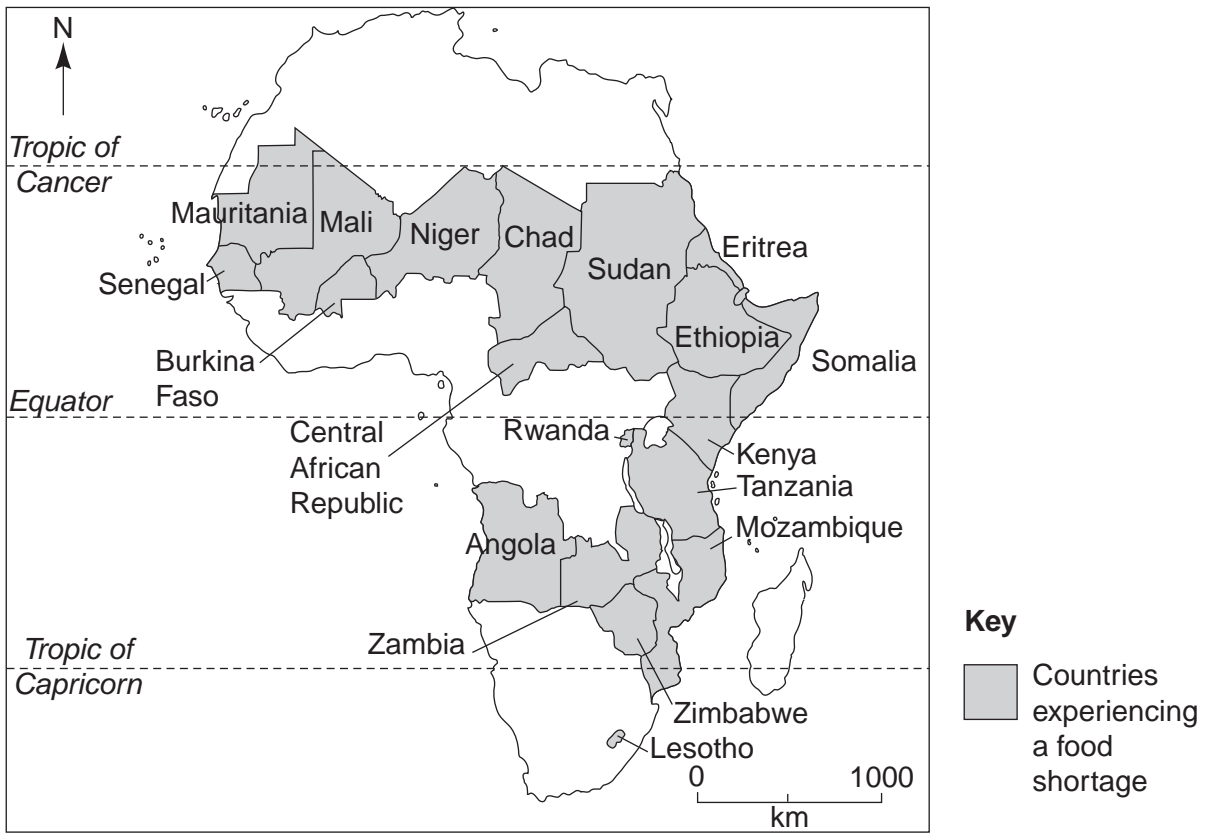 N
Tropic of
Cancer
Mauritania
Mali
Niger
Chad
Sudan
Eritrea
Senegal
Ethiopia
Burkina
Faso
Somalia
Equator
Central
African
Republic
Rwanda
Kenya
Tanzania
Mozambique
Angola
Zambia
Tropic of
Capricorn
Zimbabwe
Lesotho
0 1000
km
Key
Countries
experiencing
a food
shortage